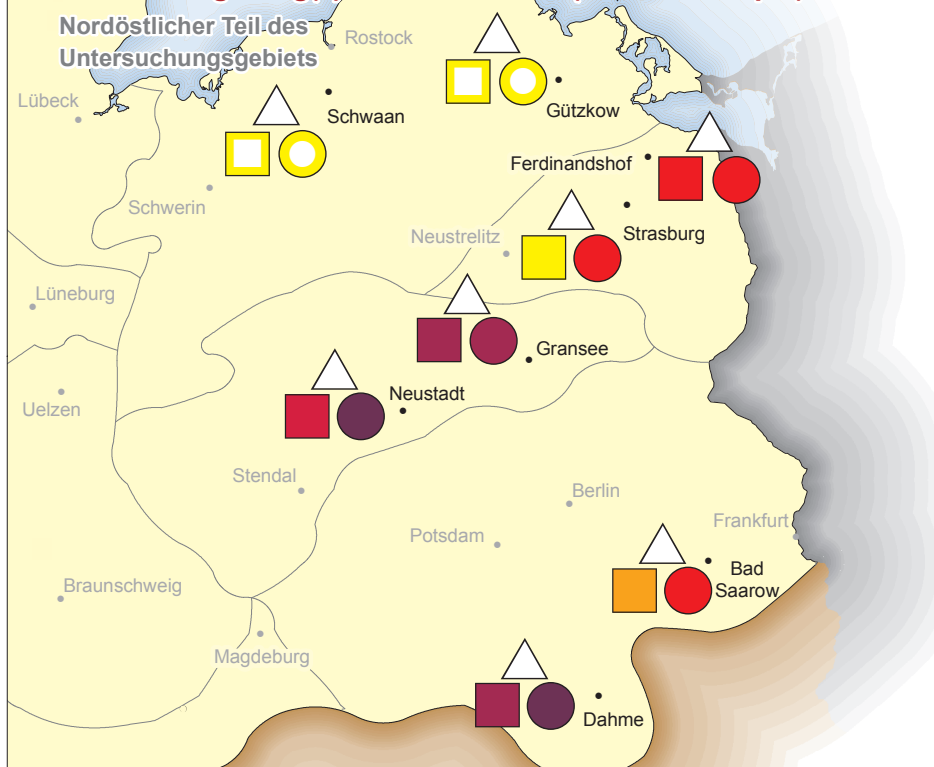 Nordöstlicher Teil des
Untersuchungsgebiets
Rostock
Lübeck
Schwaan
Gützkow
Ferdinandshof
Schwerin
Strasburg
Neustrelitz
Lüneburg
Gransee
Neustadt
Uelzen
Stendal
Berlin
Potsdam
Frankfurt
Bad
Saarow
Braunschweig
Magdeburg
Dahme